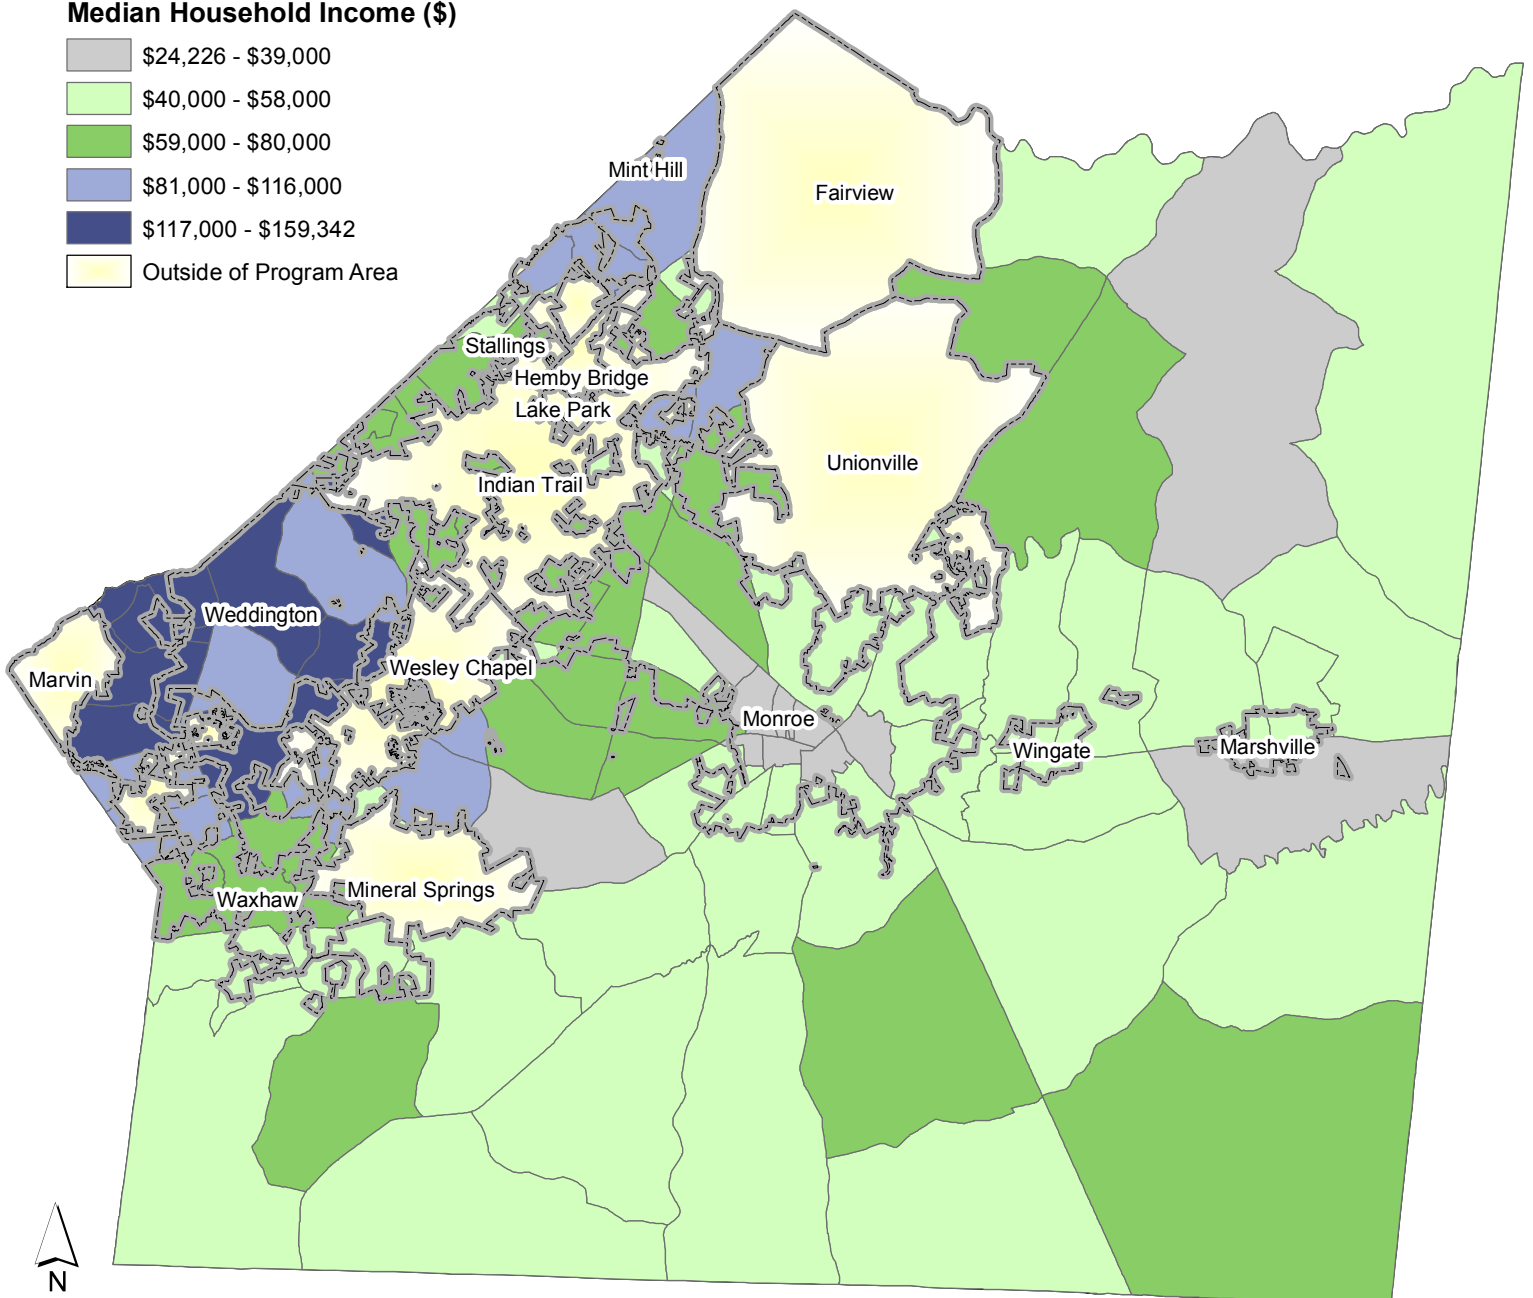 Median Household Income ($)
$24,226 - $39,000
$40,000 - $58,000
$59,000 - $80,000
$81,000 - $116,000
$117,000 - $159,342
Outside of Program Area
Mint Hill
Fairview
Stallings
Hemby Bridge
Lake Park
Unionville
Indian Trail
Weddington
Wesley Chapel
Marvin
Monroe
Wingate
Marshville
Mineral Springs
Waxhaw
N